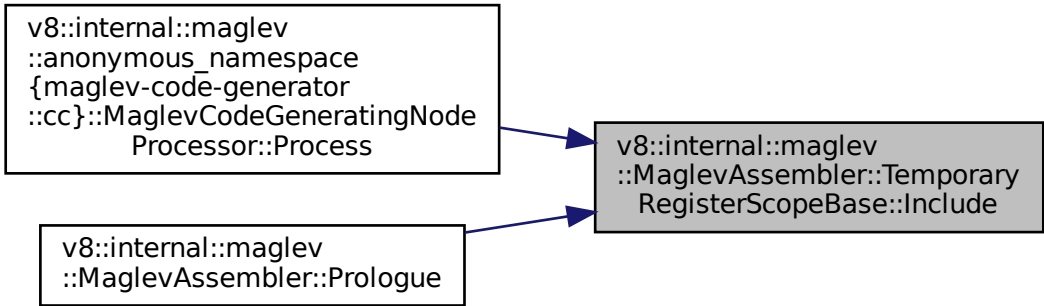 v8::internal::maglev
::anonymous_namespace
{maglev-code-generator
::cc}::MaglevCodeGeneratingNode
Processor::Process
v8::internal::maglev
::MaglevAssembler::Temporary
RegisterScopeBase::Include
v8::internal::maglev
::MaglevAssembler::Prologue